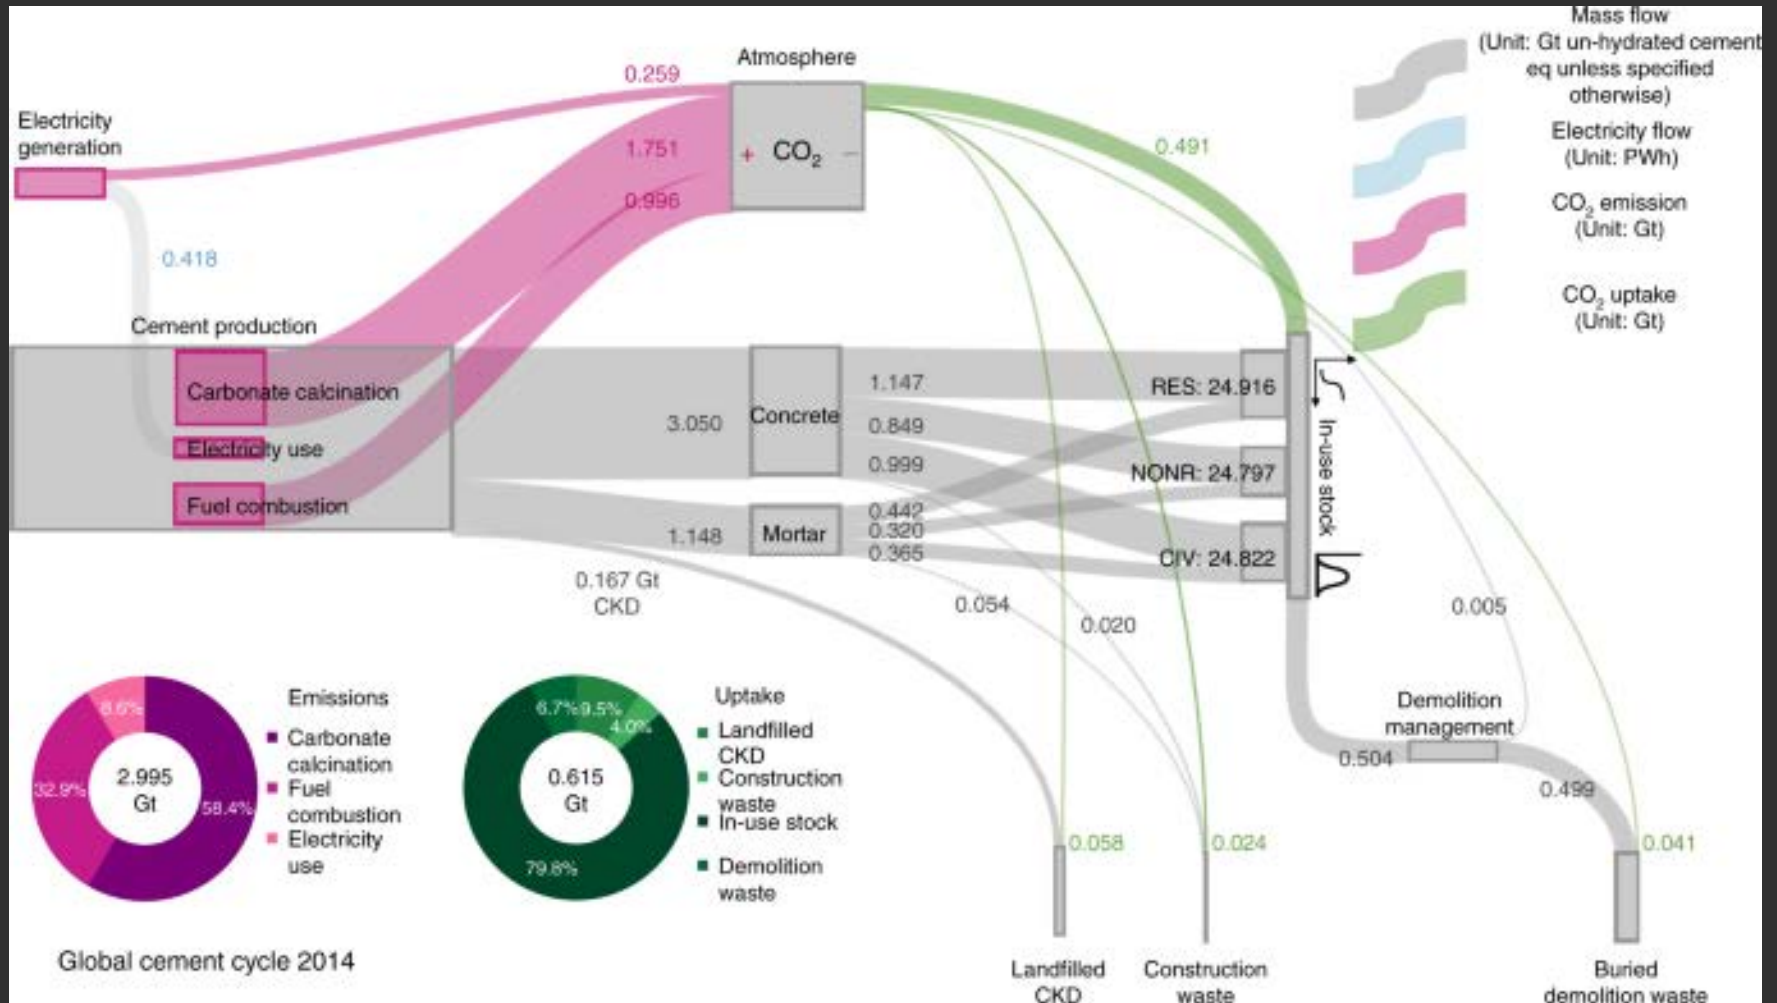 Mass flow
(Unit: Gt un-hydrated cement
eq unless specified
otherwise)
Electricity flow
(Unit: PWh)
CO₂ emission
(Unit: Gt)
CO₂ uptake
(Unit: Gt)
Atmosphere
+ CO₂ −
0.259
1.751
0.996
0.491
Electricity
generation
0.418
Cement production
Carbonate calcination
Electricity use
Fuel combustion
3.050
1.148
0.167 Gt
CKD
Concrete
Mortar
1.147
0.849
0.999
0.442
0.320
0.365
0.054
0.020
RES: 24.916
NONR: 24.797
CIV: 24.822
In-use stock
0.005
Demolition
management
0.504
0.499
0.058
0.024
0.041
Landfilled
CKD
Construction
waste
Buried
demolition waste
8.6%
32.9%
58.4%
2.995
Gt
Emissions
Carbonate
calcination
Fuel
combustion
Electricity
use
6.7%
9.5%
4.0%
79.8%
0.615
Gt
Uptake
Landfilled
CKD
Construction
waste
In-use stock
Demolition
waste
Global cement cycle 2014